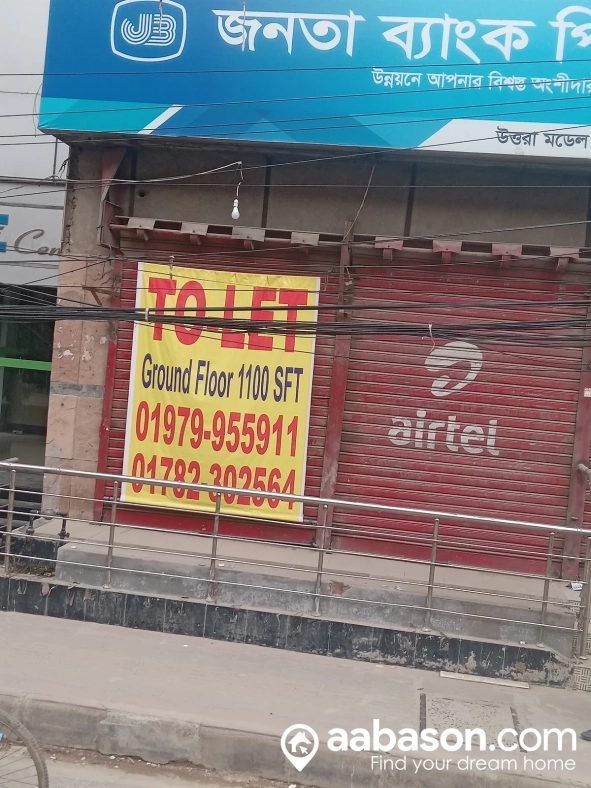 JB
জনতা ব্যাংক পি
উন্নয়নে আপনার বিশ্বস্ত অংশীদার
উত্তরা মডেল
TO-LET
Ground Floor 1100 SFT
01979-955911
01782-302564
airtel
aabason.com
Find your dream home